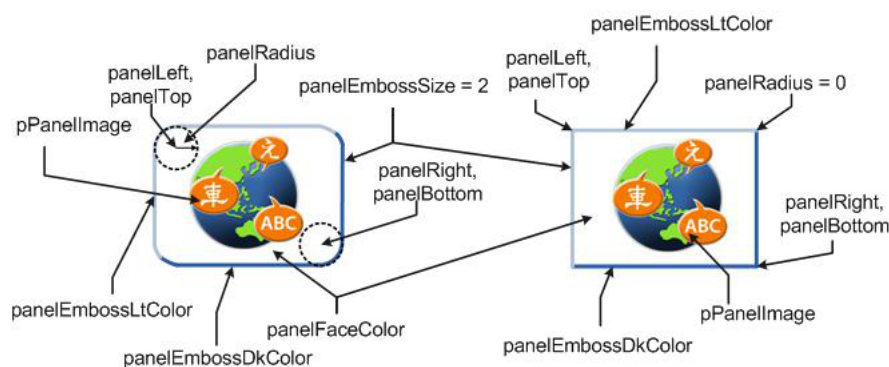 panelEmbossLtColor
panelRadius
panelLeft,
panelTop
panelEmbossSize = 2
panelLeft,
panelTop
panelRadius = 0
pPanelImage
え
車
ABC
panelRight,
panelBottom
え
車
ABC
panelRight,
panelBottom
panelEmbossLtColor
panelFaceColor
pPanelImage
panelEmbossDkColor
panelEmbossDkColor